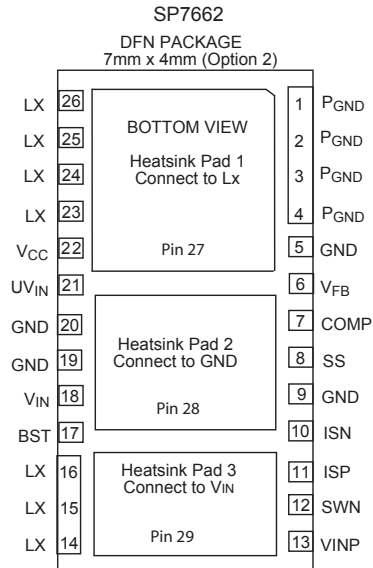 SP7662
DFN PACKAGE
7mm x 4mm (Option 2)
LX 26
LX 25
LX 24
LX 23
VCC 22
UVIN 21
GND 20
GND 19
VIN 18
BST 17
LX 16
LX 15
LX 14
BOTTOM VIEW
Heatsink Pad 1
Connect to Lx
Pin 27
Heatsink Pad 2
Connect to GND
Pin 28
Heatsink Pad 3
Connect to VIN
Pin 29
1 PGND
2 PGND
3 PGND
4 PGND
5 GND
6 VFB
7 COMP
8 SS
9 GND
10 ISN
11 ISP
12 SWN
13 VINP